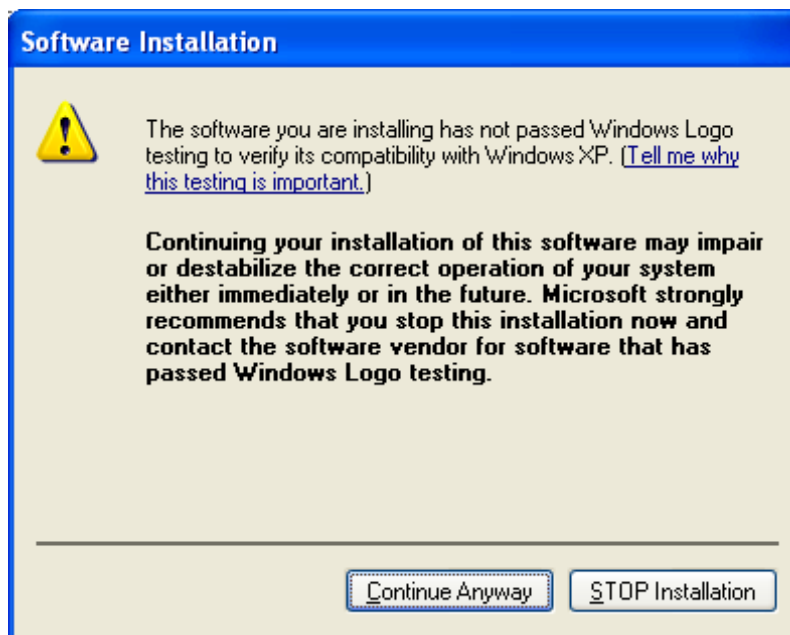 Software Installation
The software you are installing has not passed Windows Logo
testing to verify its compatibility with Windows XP. (Tell me why
this testing is important.)
Continuing your installation of this software may impair
or destabilize the correct operation of your system
either immediately or in the future. Microsoft strongly
recommends that you stop this installation now and
contact the software vendor for software that has
passed Windows Logo testing.
Continue Anyway
STOP Installation